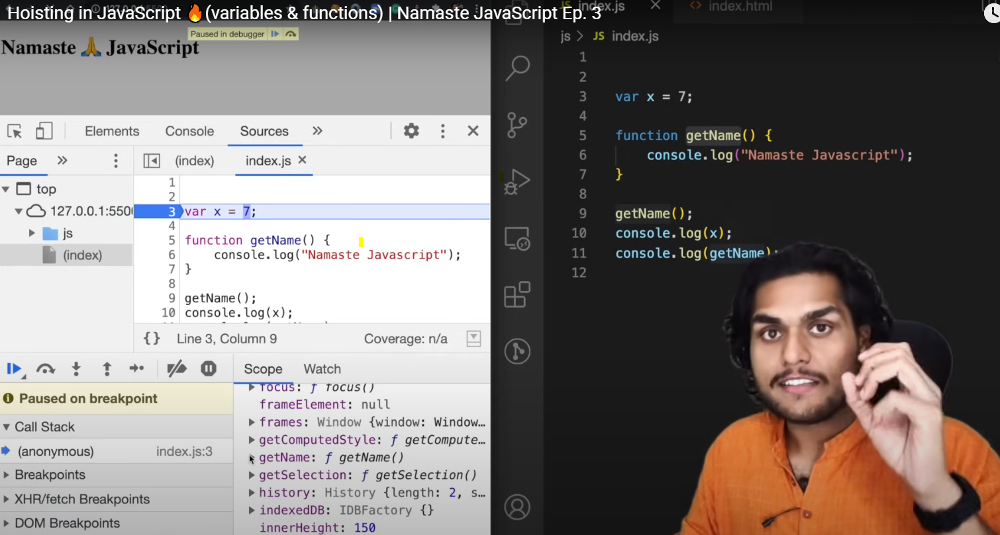 Hoisting in JavaScript 🔥(variables & functions) | Namaste JavaScript Ep. 3
Paused in debugger
Namaste 🙏 JavaScript
Elements Console Sources
Page
(index) index.js
top
127.0.0.1:550
js
(index)
1
2
3 var x = 7;
4
5 function getName() {
6 console.log("Namaste Javascript");
7 }
8
9 getName();
10 console.log(x);
{} Line 3, Column 9 Coverage: n/a
Paused on breakpoint
Call Stack
(anonymous) index.js:3
Breakpoints
XHR/fetch Breakpoints
DOM Breakpoints
Scope Watch
focus: ƒ focus()
frameElement: null
frames: Window {window: Window…
getComputedStyle: ƒ getCompute…
getName: ƒ getName()
getSelection: ƒ getSelection()
history: History {length: 2, s…
indexedDB: IDBFactory {}
innerHeight: 150
JS index.js index.html
js > JS index.js
1
2
3 var x = 7;
4
5 function getName() {
6 console.log("Namaste Javascript");
7 }
8
9 getName();
10 console.log(x);
11 console.log(getName);
12